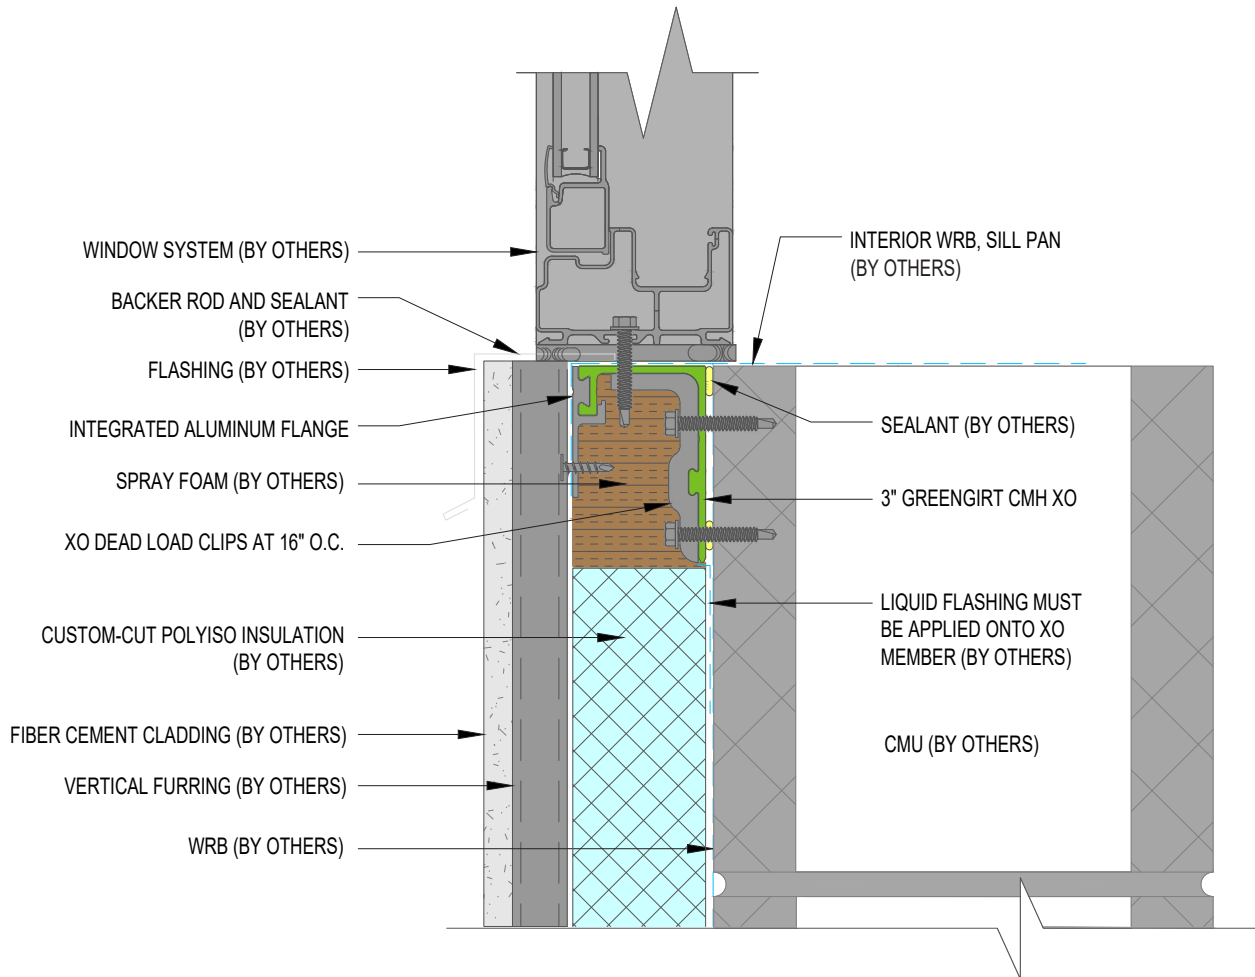 WINDOW SYSTEM (BY OTHERS)
BACKER ROD AND SEALANT
(BY OTHERS)
FLASHING (BY OTHERS)
INTEGRATED ALUMINUM FLANGE
SPRAY FOAM (BY OTHERS)
XO DEAD LOAD CLIPS AT 16" O.C.
CUSTOM-CUT POLYISO INSULATION
(BY OTHERS)
FIBER CEMENT CLADDING (BY OTHERS)
VERTICAL FURRING (BY OTHERS)
WRB (BY OTHERS)
INTERIOR WRB, SILL PAN
(BY OTHERS)
SEALANT (BY OTHERS)
3" GREENGIRT CMH XO
LIQUID FLASHING MUST
BE APPLIED ONTO XO
MEMBER (BY OTHERS)
CMU (BY OTHERS)